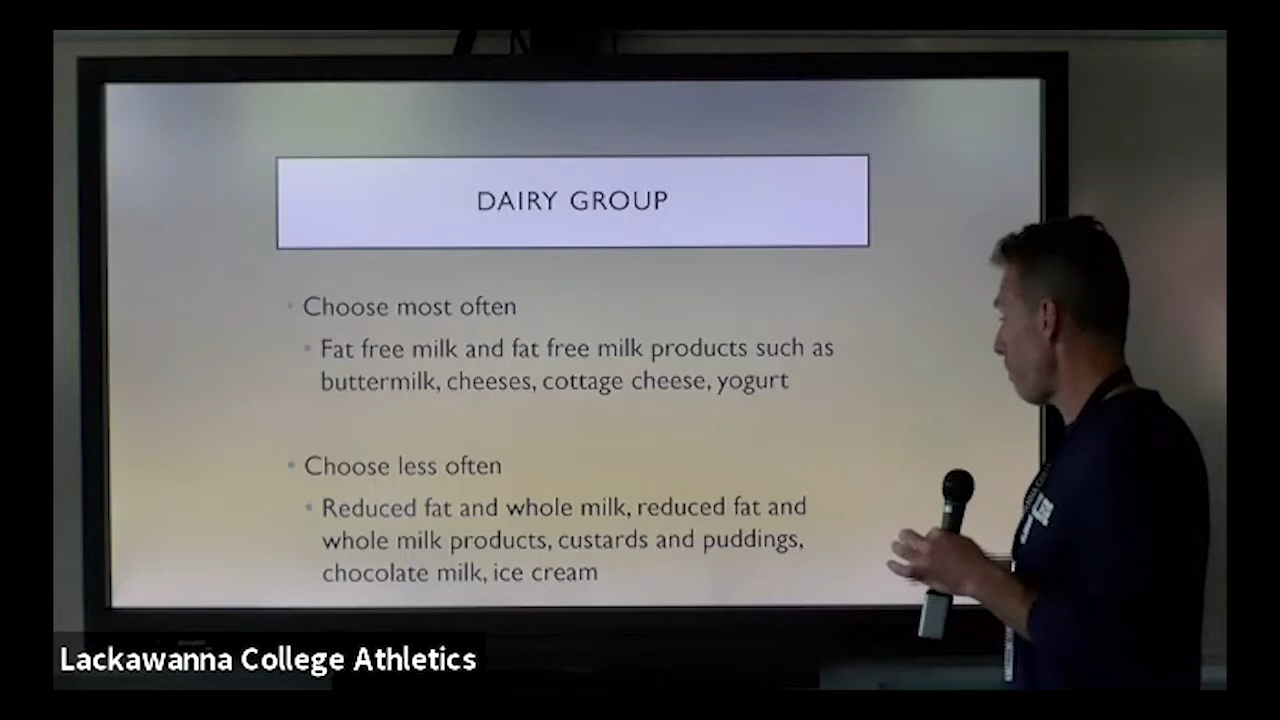 DAIRY GROUP
Choose most often
Fat free milk and fat free milk products such as
buttermilk, cheeses, cottage cheese, yogurt
Choose less often
Reduced fat and whole milk, reduced fat and
whole milk products, custards and puddings,
chocolate milk, ice cream
Lackawanna College Athletics